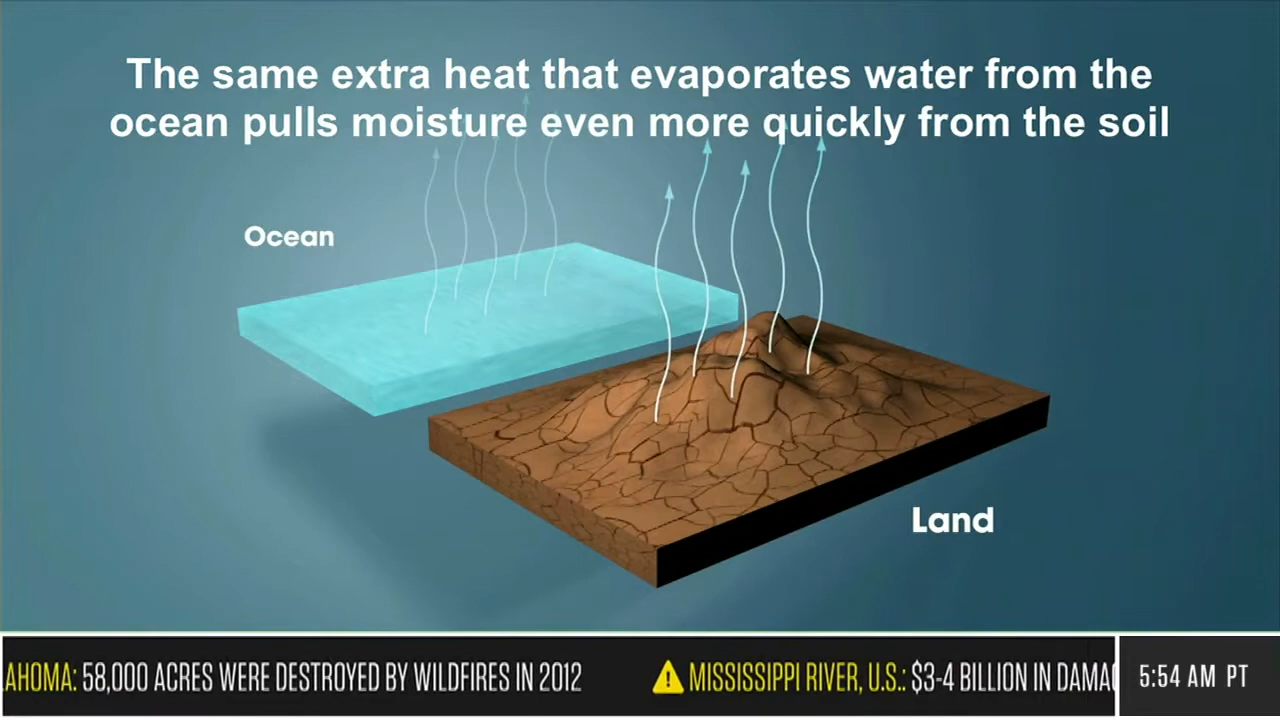 The same extra heat that evaporates water from the
ocean pulls moisture even more quickly from the soil
Ocean
Land
AHOMA: 58,000 ACRES WERE DESTROYED BY WILDFIRES IN 2012 MISSISSIPPI RIVER, U.S.: $3-4 BILLION IN DAMA
5:54 AM PT